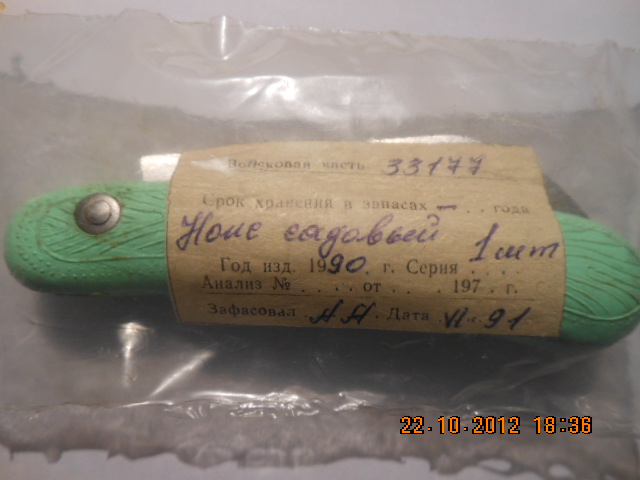 Войсковая часть 33177
Срок хранения в запасах — . . года
Нож садовый 1 шт
Год изд. 1990. г. Серия . . . .
Анализ № . . . . от . . . . 197 . г.
Зафасовал А А. Дата VI. 91
22-10-2012 18:36